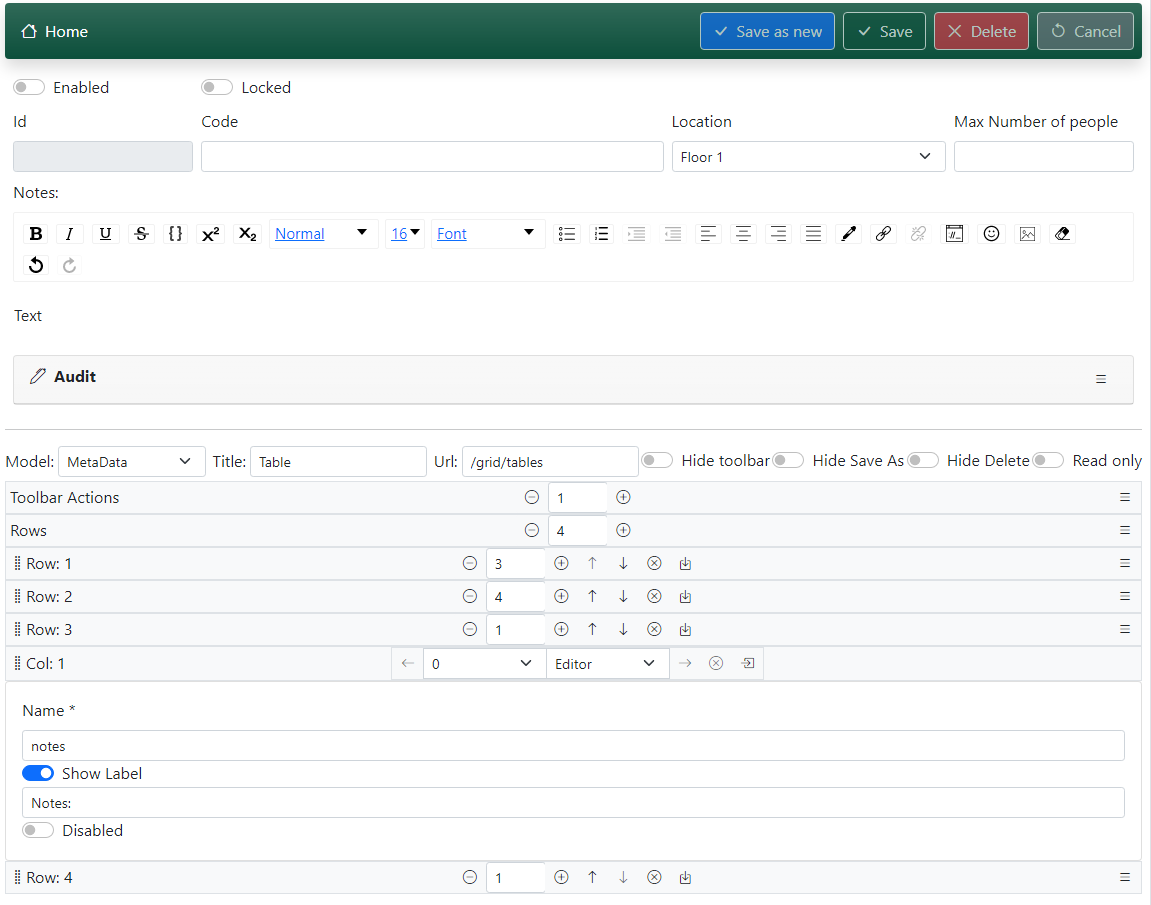 Home Save as new Save Delete Cancel
Enabled Locked
Id Code Location Max Number of people
Floor 1
Notes:
B I U S {} X² X₂ Normal 16 Font
Text
Audit
Model: MetaData Title: Table Url: /grid/tables Hide toolbar Hide Save As Hide Delete Read only
Toolbar Actions 1
Rows 4
Row: 1 3
Row: 2 4
Row: 3 1
Col: 1 0 Editor
Name *
notes
Show Label
Notes:
Disabled
Row: 4 1